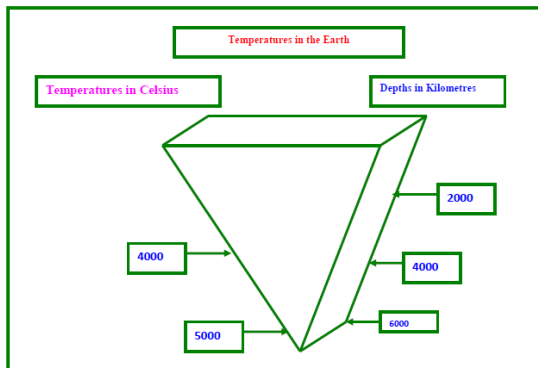 Temperatures in the Earth
Temperatures in Celsius
Depths in Kilometres
2000
4000
4000
5000
6000